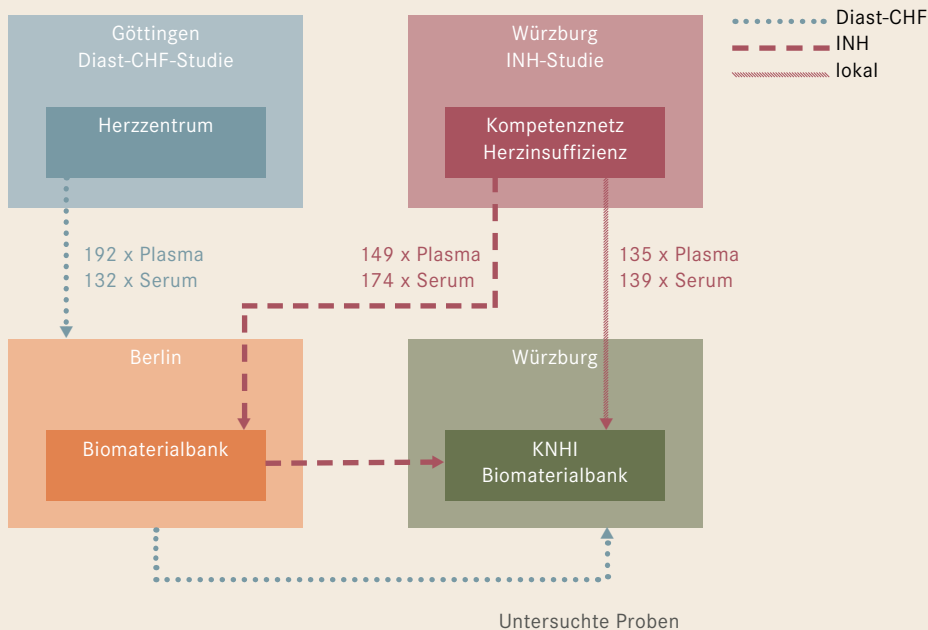 Göttingen
Diast-CHF-Studie
Herzzentrum
Würzburg
INH-Studie
Kompetenznetz
Herzinsuffizienz
Diast-CHF
INH
lokal
192 x Plasma
132 x Serum
149 x Plasma
174 x Serum
135 x Plasma
139 x Serum
Berlin
Biomaterialbank
Würzburg
KNHI
Biomaterialbank
Untersuchte Proben